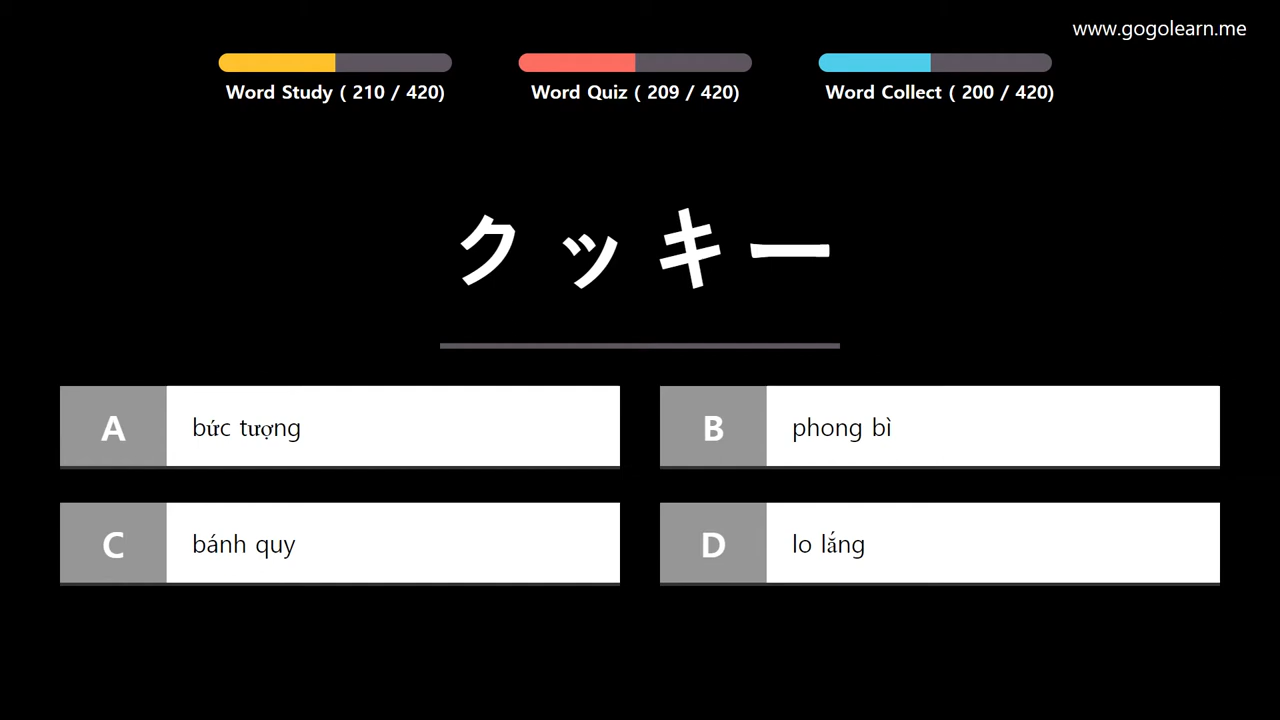 www.gogolearn.me
Word Study ( 210 / 420)
Word Quiz ( 209 / 420)
Word Collect ( 200 / 420)
クッキー
A bức tượng
B phong bì
C bánh quy
D lo lắng